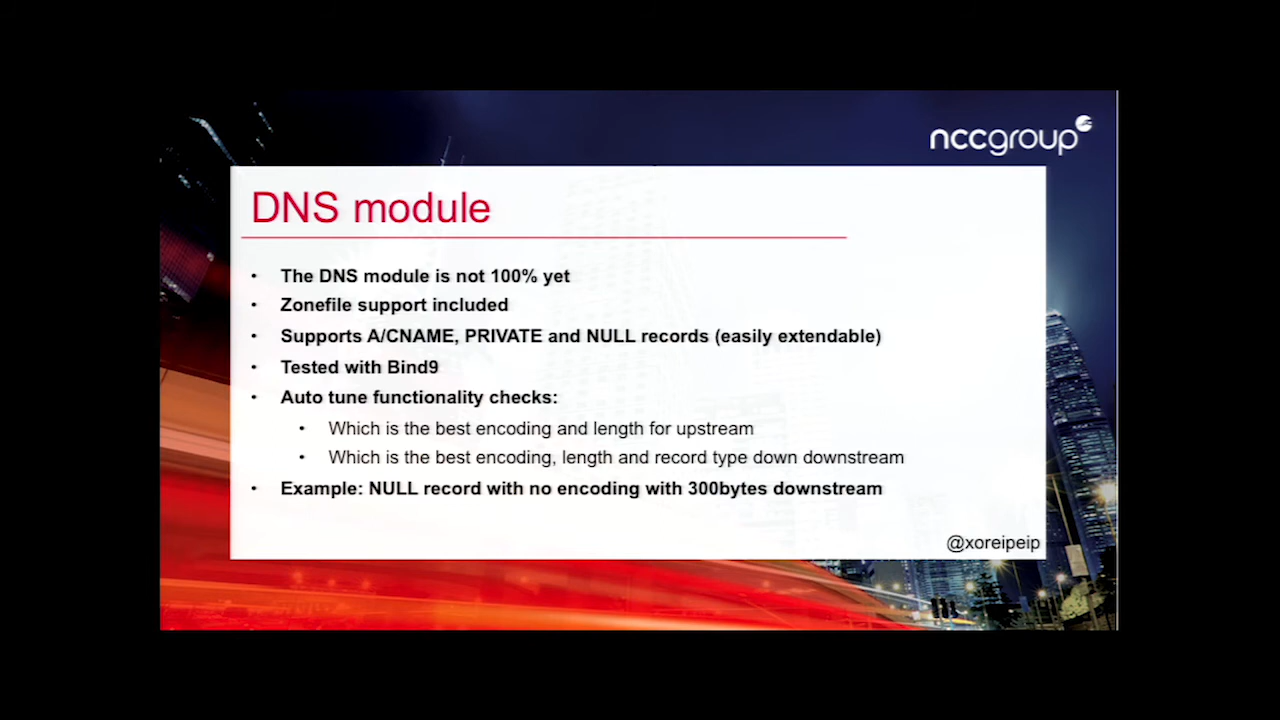 nccgroup
DNS module
• The DNS module is not 100% yet
• Zonefile support included
• Supports A/CNAME, PRIVATE and NULL records (easily extendable)
• Tested with Bind9
• Auto tune functionality checks:
• Which is the best encoding and length for upstream
• Which is the best encoding, length and record type down downstream
• Example: NULL record with no encoding with 300bytes downstream
@xoreipeip